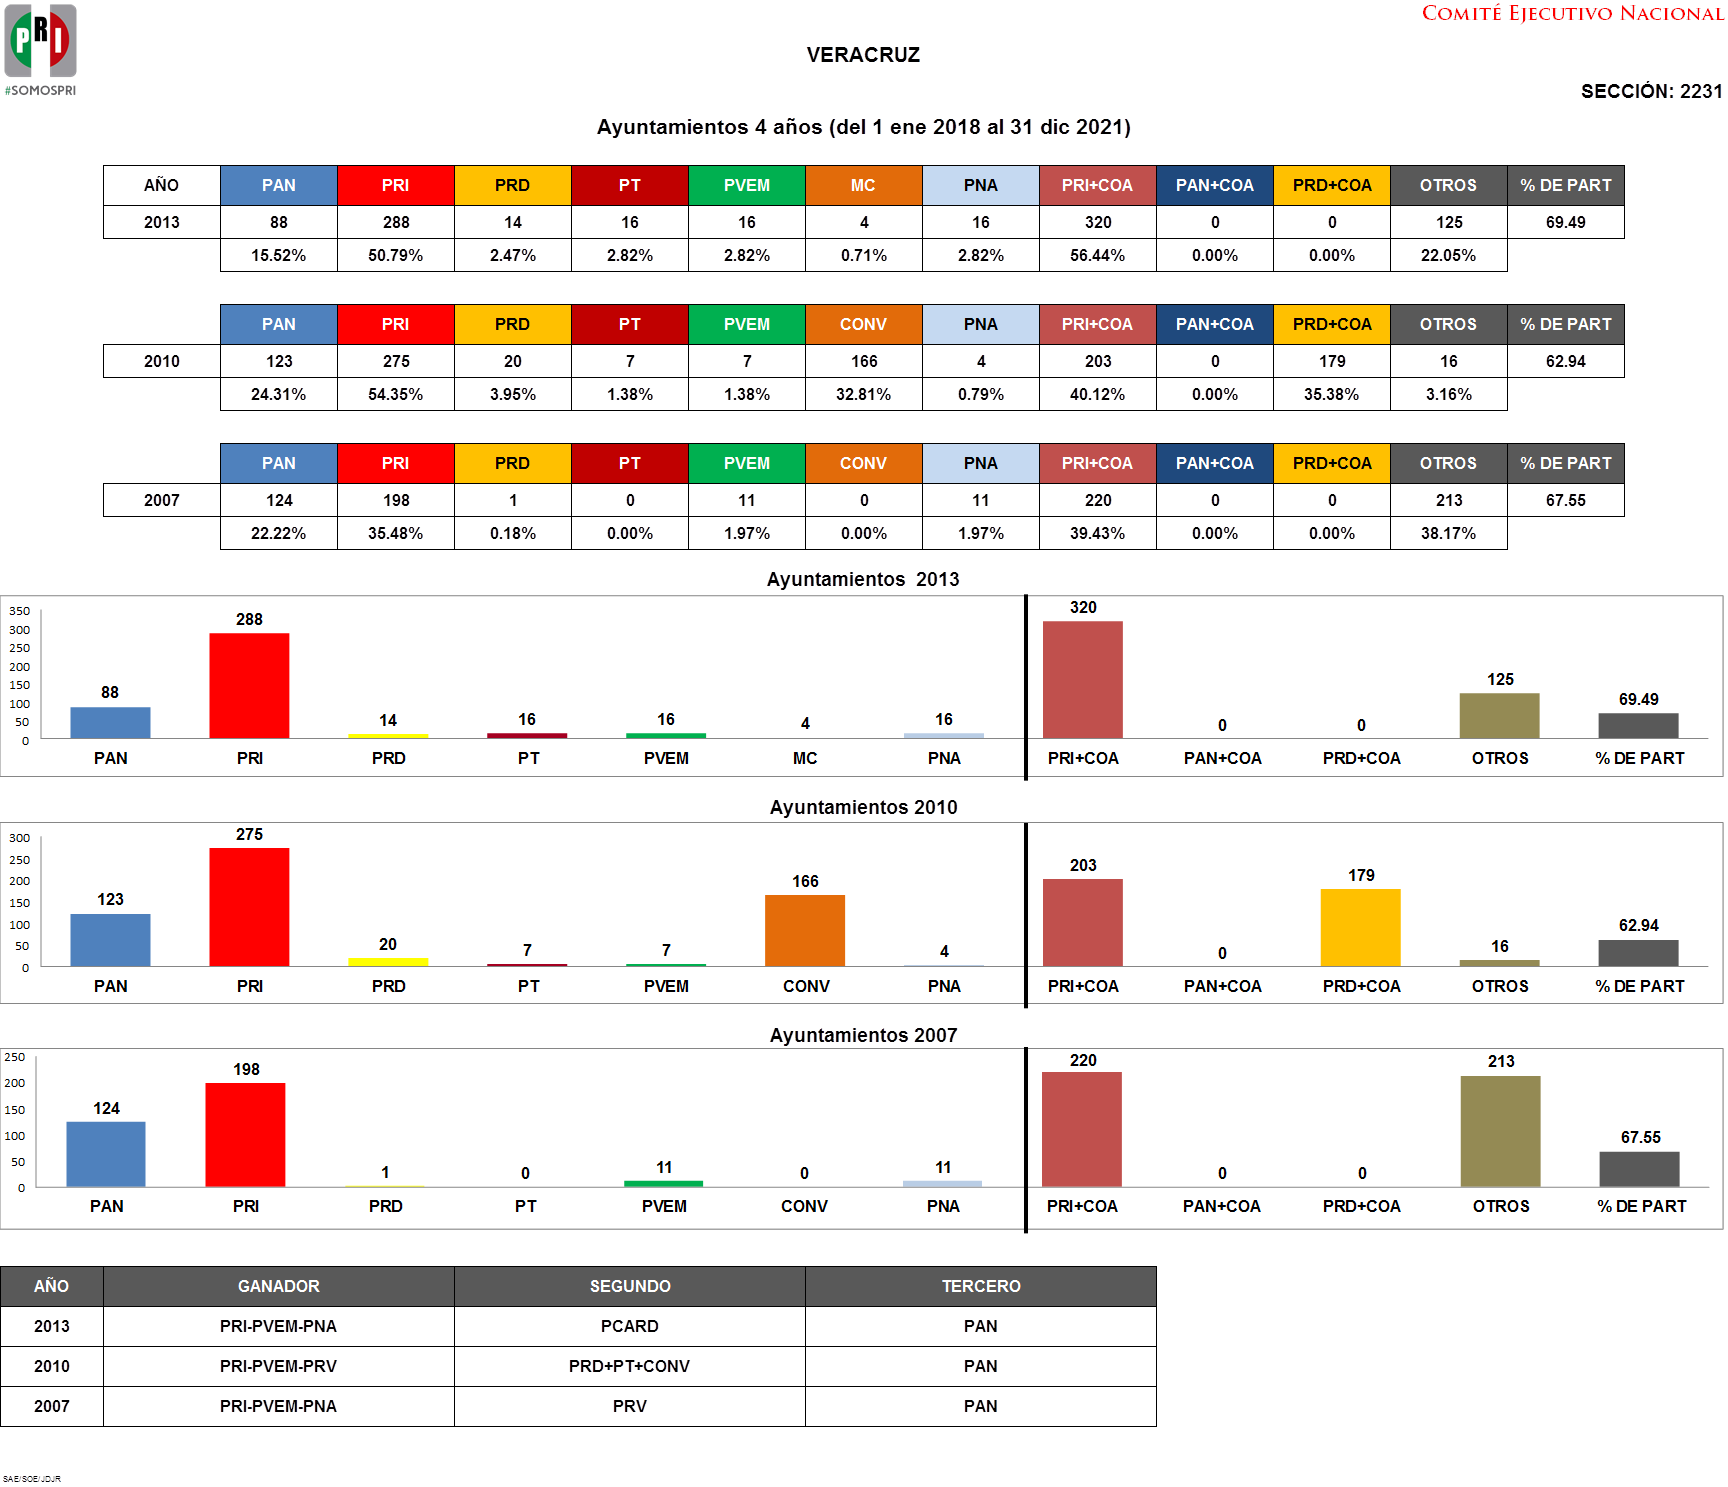 PRI
#SOMOSPRI
COMITÉ EJECUTIVO NACIONAL
VERACRUZ
SECCIÓN: 2231
Ayuntamientos 4 años (del 1 ene 2018 al 31 dic 2021)
AÑO PAN PRI PRD PT PVEM MC PNA PRI+COA PAN+COA PRD+COA OTROS % DE PART
2013 88 288 14 16 16 4 16 320 0 0 125 69.49
15.52% 50.79% 2.47% 2.82% 2.82% 0.71% 2.82% 56.44% 0.00% 0.00% 22.05%
PAN PRI PRD PT PVEM CONV PNA PRI+COA PAN+COA PRD+COA OTROS % DE PART
2010 123 275 20 7 7 166 4 203 0 179 16 62.94
24.31% 54.35% 3.95% 1.38% 1.38% 32.81% 0.79% 40.12% 0.00% 35.38% 3.16%
PAN PRI PRD PT PVEM CONV PNA PRI+COA PAN+COA PRD+COA OTROS % DE PART
2007 124 198 1 0 11 0 11 220 0 0 213 67.55
22.22% 35.48% 0.18% 0.00% 1.97% 0.00% 1.97% 39.43% 0.00% 0.00% 38.17%
Ayuntamientos 2013
350
300
250
200
150
100
50
0
88 288 14 16 16 4 16 320 0 0 125 69.49
PAN PRI PRD PT PVEM MC PNA PRI+COA PAN+COA PRD+COA OTROS % DE PART
Ayuntamientos 2010
300
250
200
150
100
50
0
123 275 20 7 7 166 4 203 0 179 16 62.94
PAN PRI PRD PT PVEM CONV PNA PRI+COA PAN+COA PRD+COA OTROS % DE PART
Ayuntamientos 2007
250
200
150
100
50
0
124 198 1 0 11 0 11 220 0 0 213 67.55
PAN PRI PRD PT PVEM CONV PNA PRI+COA PAN+COA PRD+COA OTROS % DE PART
AÑO GANADOR SEGUNDO TERCERO
2013 PRI-PVEM-PNA PCARD PAN
2010 PRI-PVEM-PRV PRD+PT+CONV PAN
2007 PRI-PVEM-PNA PRV PAN
SAE/SOE/JDJR